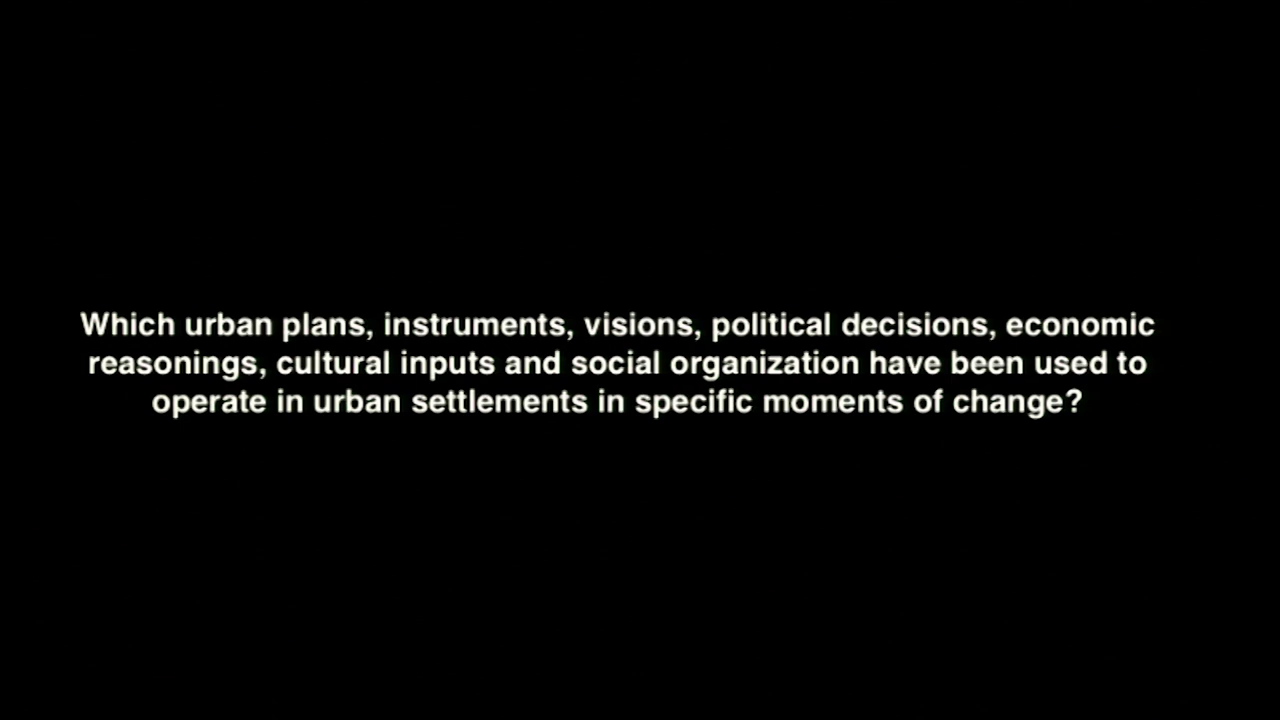 Which urban plans, instruments, visions, political decisions, economic
reasonings, cultural inputs and social organization have been used to
operate in urban settlements in specific moments of change?